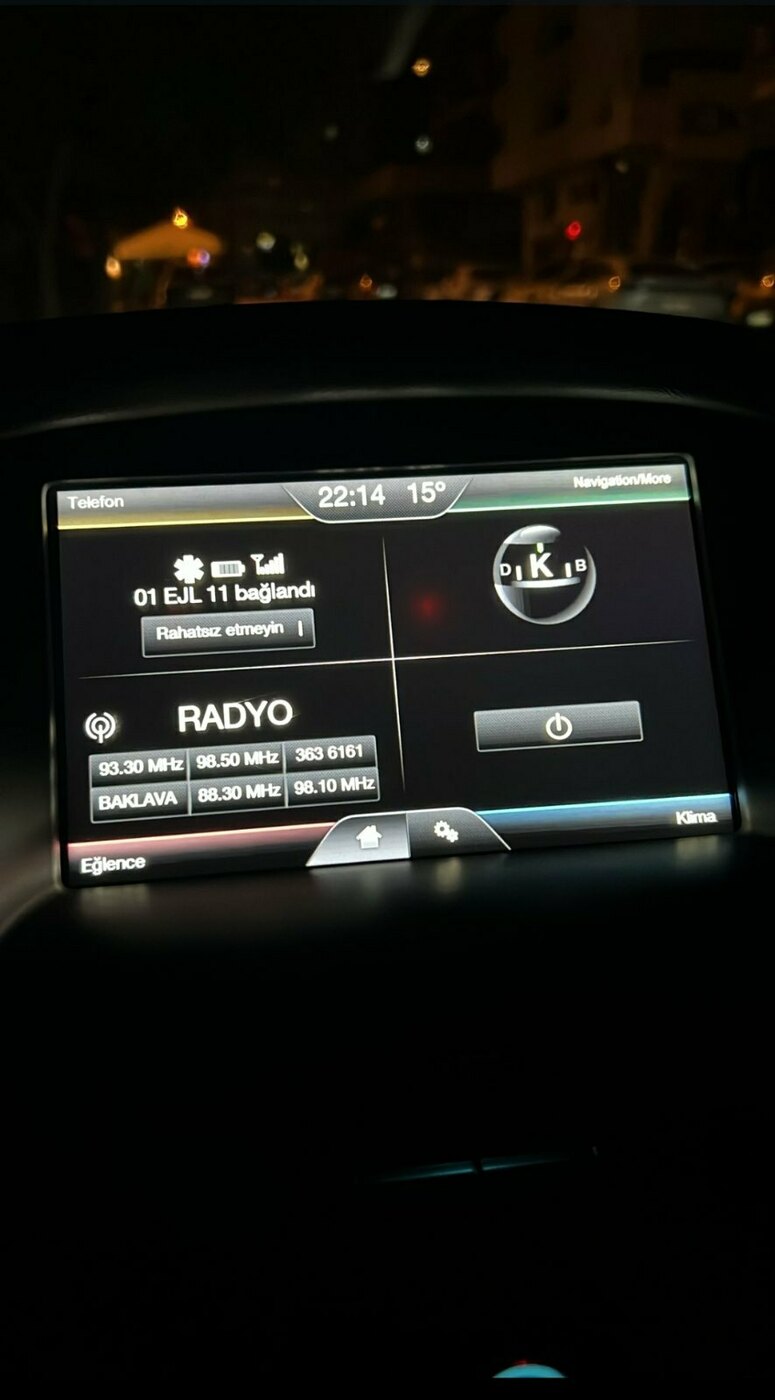 Telefon
22:14 15°
Navigation/More
01 EJL 11 bağlandı
Rahatsız etmeyin
D K B
RADYO
93.30 MHz 98.50 MHz 363 6161
BAKLAVA 88.30 MHz 98.10 MHz
Eğlence
Klima